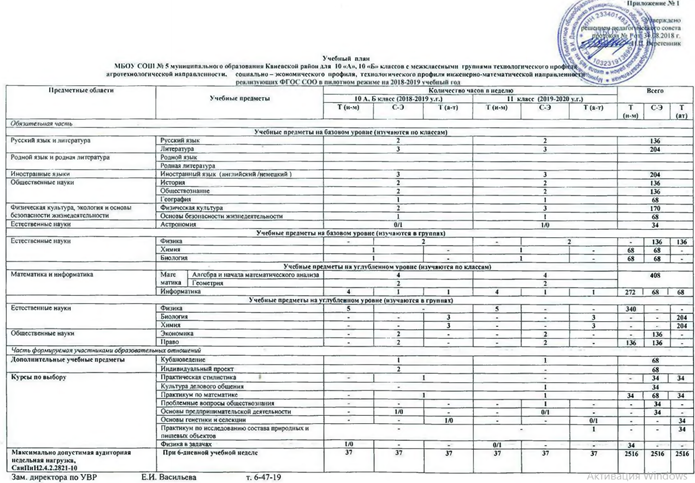 Приложение № 1
Утверждено
решением педагогического совета
протокол № 1 от 30.08.2018 г.
Учебный план
МБОУ СОШ № 5 муниципального образования Каневской район для 10 «А», 10 «Б» классов с межклассными группами технологического профиля
агротехнологической направленности, социально – экономического профиля, технологического профиля инженерно-математической направленности
реализующих ФГОС СОО в пилотном режиме на 2018-2019 учебный год
Предметные области Учебные предметы Количество часов в неделю Всего
10 А, Б класс (2018-2019 у.г.) 11 класс (2019-2020 у.г.)
Т (и-м) С-Э Т (а-т) Т (и-м) С-Э Т (а-т) Т (и-м) С-Э Т (ат)
Обязательная часть
Учебные предметы на базовом уровне (изучаются по классам)
Русский язык и литература Русский язык 2 2 136
Литература 3 3 204
Родной язык и родная литература Родной язык
Родная литература
Иностранные языки Иностранный язык (английский /немецкий ) 3 3 204
Общественные науки История 2 2 136
Обществознание 2 2 136
География 1 1 68
Физическая культура, экология и основы безопасности жизнедеятельности Физическая культура 2 3 170
Основы безопасности жизнедеятельности 1 1 68
Естественные науки Астрономия 0/1 1/0 34
Учебные предметы на базовом уровне (изучаются в группах)
Естественные науки Физика - 2 - 2 - 136 136
Химия 1 - 1 - 68 68 -
Биология 1 - 1 - 68 68 -
Учебные предметы на углубленном уровне (изучаются по классам)
Математика и информатика Мате матика Алгебра и начала математического анализа 4 4 408
Геометрия 2 2
Информатика 4 1 1 4 1 1 272 68 68
Учебные предметы на углубленном уровне (изучаются в группах)
Естественные науки Физика 5 - - 5 - - 340 - -
Биология - - 3 - - 3 - - 204
Химия - - 3 - - 3 - - 204
Общественные науки Экономика - 2 - - 2 - - 136 -
Право - 2 - - 2 - 136 136 -
Часть формируемая участниками образовательных отношений
Дополнительные учебные предметы Кубановедение 1 1 68
Индивидуальный проект 2 - 68
Курсы по выбору Практическая стилистика - 1 - - - - 34 34
Культура делового общения - 1 34
Практикум по математике 1 1 34 68 34
Проблемные вопросы обществознания - - - - 1 - - 34 -
Основы предпринимательской деятельности - 1/0 - - 0/1 - - 34 -
Основы генетики и селекции - - 1/0 - - 0/1 - - 34
Практикум по исследованию состава природных и пищевых объектов - - - - - 1 - - 34
Физика в задачах 1/0 - - 0/1 - - 34 - -
Максимально допустимая аудиторная недельная нагрузка, СанПиН2.4.2.2821-10 При 6-дневной учебной неделе 37 37 37 37 37 37 2516 2516 2516
Зам. директора по УВР Е.И. Васильева т. 6-47-19
Активация Windows